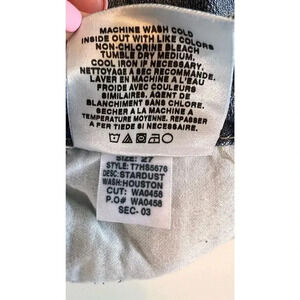 MACHINE WASH COLD
INSIDE OUT WITH LIKE COLORS
NON-CHLORINE BLEACH
TUMBLE DRY MEDIUM.
COOL IRON IF NECESSARY.
NETTOYAGE A SEC RECOMMANDE.
LAVER EN MACHINE A L'EAU
FROIDE AVEC COULEURS
SIMILAIRES. AGENT DE
BLANCHIMENT SANS CHLORE.
SECHER A LA MACHINE A
TEMPERATURE MOYENNE. REPASSER
A FER TIEDE SI NECESSAIRE.
SIZE: 27
STYLE: T7HS5676
DESC: STARDUST
WASH: HOUSTON
CUT: WA0458
P.O# WA0458
SEC- 03